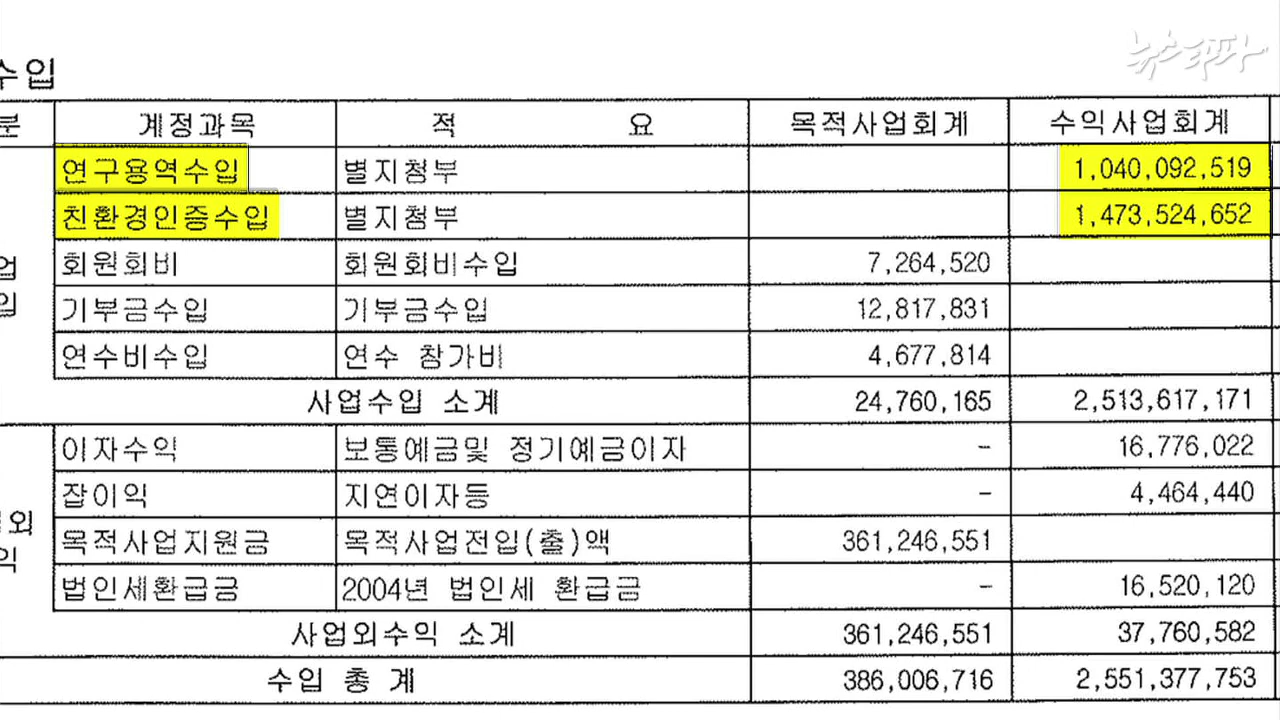 뉴스타파
수입
분 계정과목 적 요 목적사업회계 수익사업회계
연구용역수입 별지첨부 1,040,092,519
친환경인증수입 별지첨부 1,473,524,652
회원회비 회원회비수입 7,264,520
기부금수입 기부금수입 12,817,831
연수비수입 연수 참가비 4,677,814
업
입
사업수입 소계 24,760,165 2,513,617,171
이자수익 보통예금및 정기예금이자 - 16,776,022
잡이익 지연이자등 - 4,464,440
외
익
목적사업지원금 목적사업전입(출)액 361,246,551
법인세환급금 2004년 법인세 환급금 - 16,520,120
사업외수익 소계 361,246,551 37,760,582
수입 총 계 386,006,716 2,551,377,753